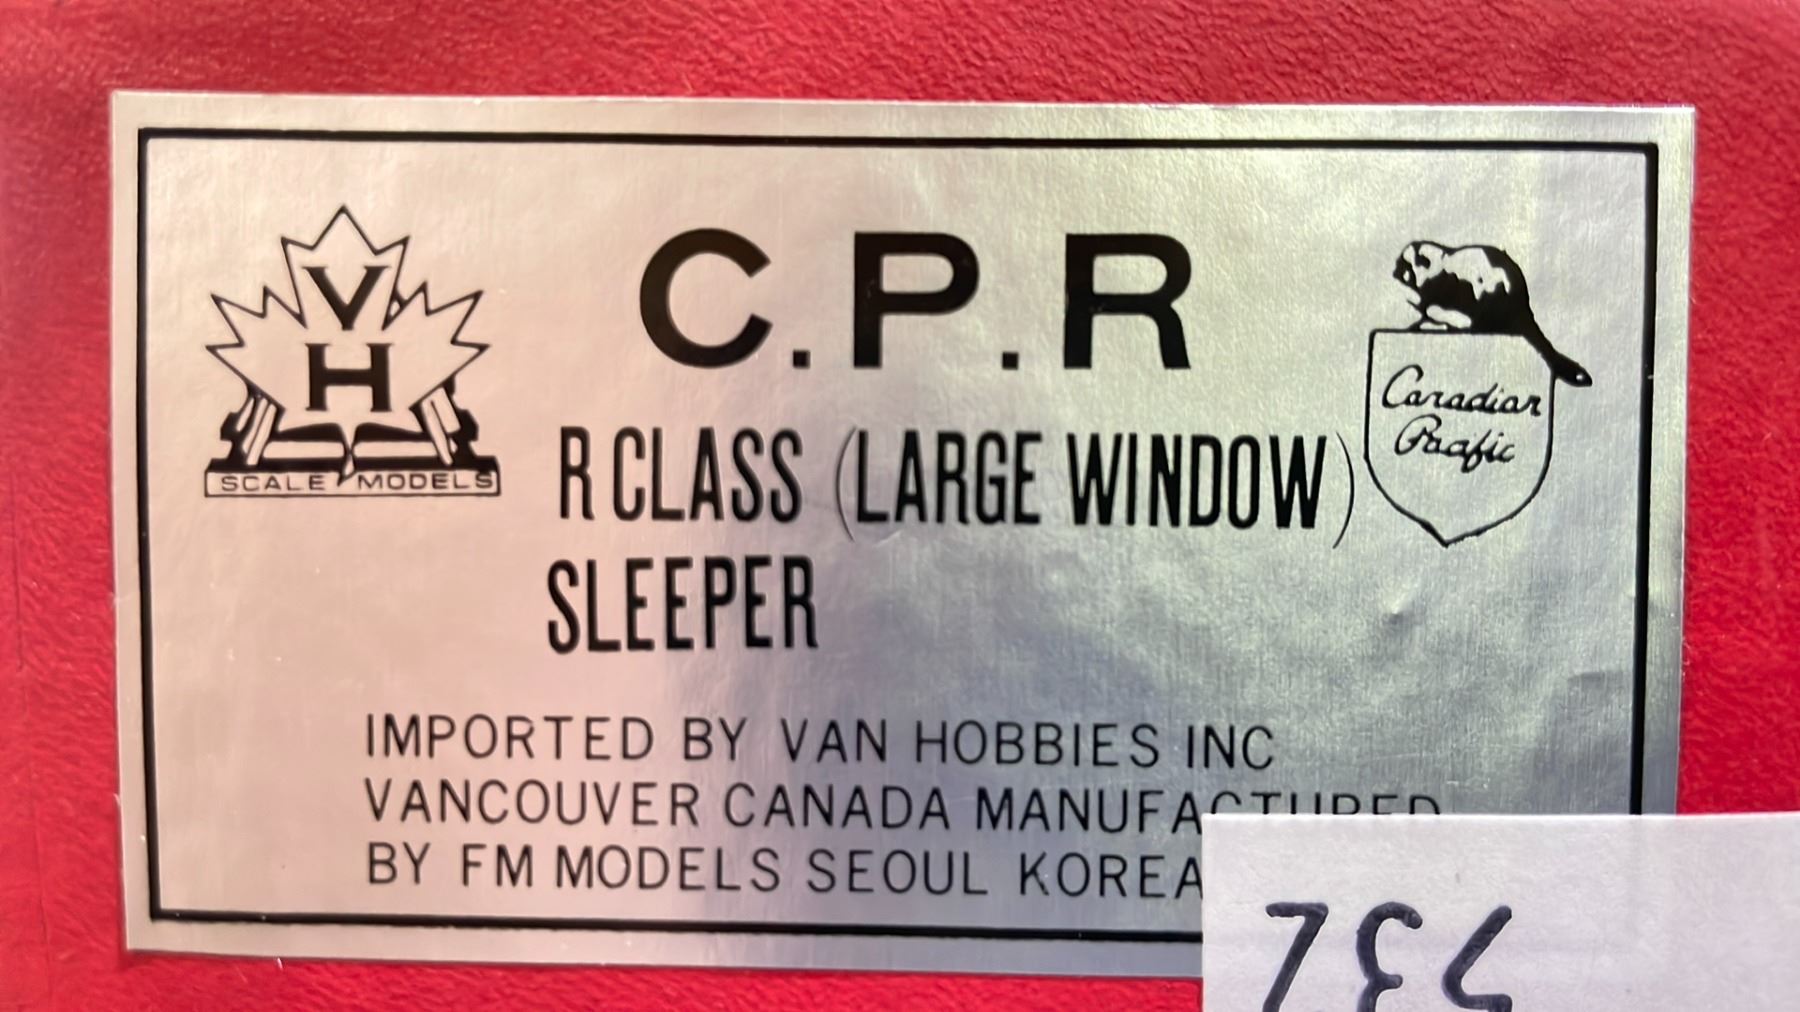 V
H
SCALE MODELS
C.P.R
Canadian
Pacific
R CLASS (LARGE WINDOW)
SLEEPER
IMPORTED BY VAN HOBBIES INC
VANCOUVER CANADA MANUFACTURED
BY FM MODELS SEOUL KOREA